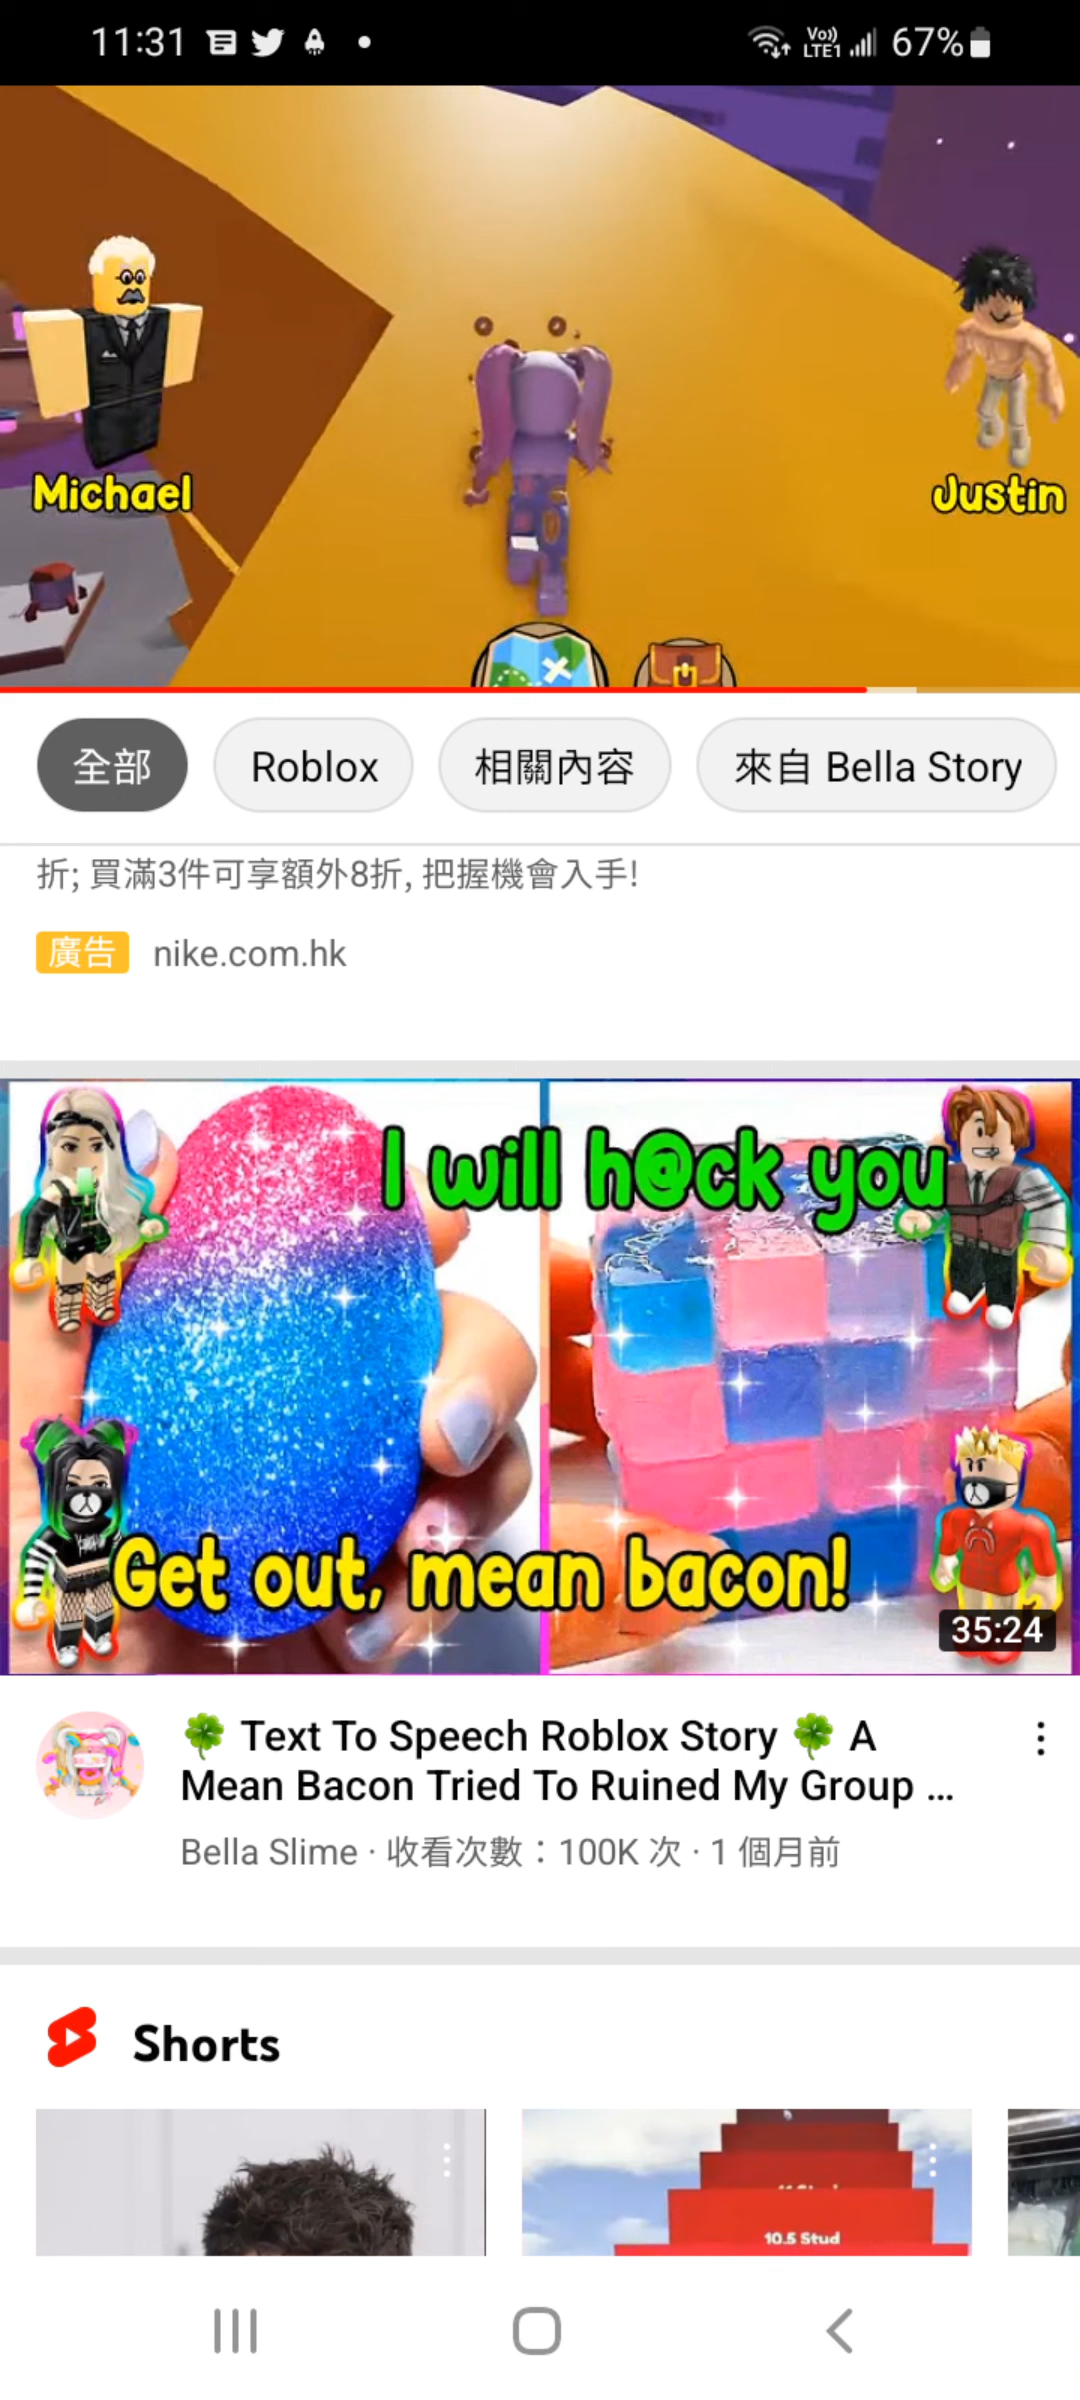 11:31
Vo))
LTE1
67%
Michael
Justin
全部
Roblox
相關內容
來自 Bella Story
折; 買滿3件可享額外8折, 把握機會入手!
廣告
nike.com.hk
I will h@ck you
Get out, mean bacon!
35:24
🍀 Text To Speech Roblox Story 🍀 A
Mean Bacon Tried To Ruined My Group ...
Bella Slime · 收看次數：100K 次 · 1 個月前
Shorts
10.5 Stud